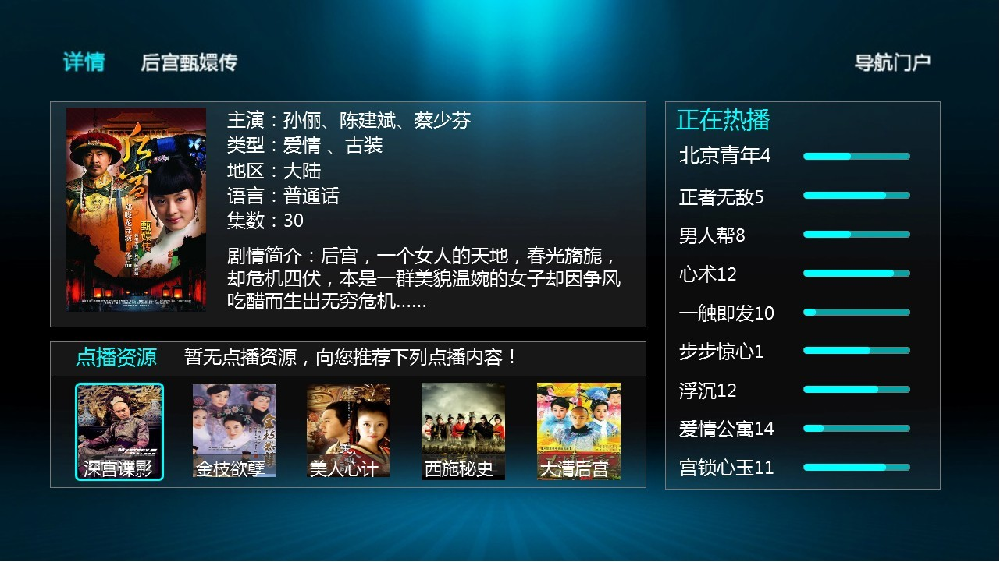 详情 后宫甄嬛传 导航门户
主演：孙俪、陈建斌、蔡少芬
类型：爱情 、古装
地区：大陆
语言：普通话
集数：30
剧情简介：后宫，一个女人的天地，春光旖旎，
却危机四伏，本是一群美貌温婉的女子却因争风
吃醋而生出无穷危机......
后宫
甄嬛传
点播资源 暂无点播资源，向您推荐下列点播内容！
深宫谍影
金枝欲孽
美人心计
西施秘史
大清后宫
正在热播
北京青年4
正者无敌5
男人帮8
心术12
一触即发10
步步惊心1
浮沉12
爱情公寓14
宫锁心玉11